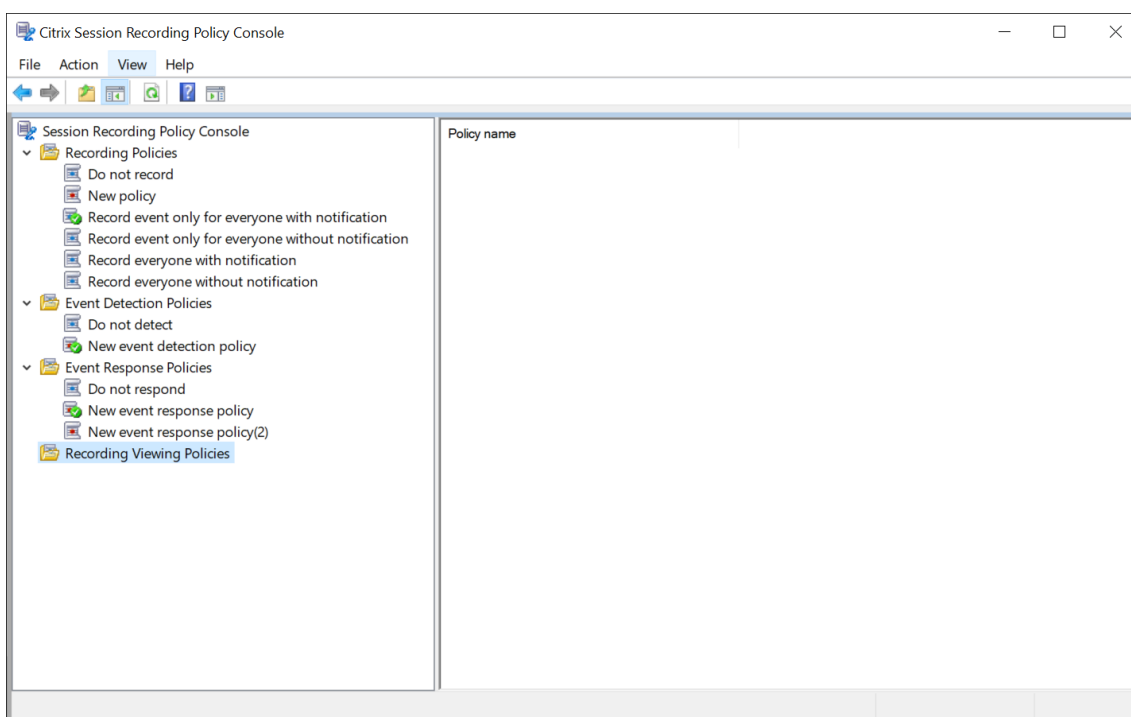 Citrix Session Recording Policy Console
File Action View Help
Session Recording Policy Console
Policy name
Recording Policies
Do not record
New policy
Record event only for everyone with notification
Record event only for everyone without notification
Record everyone with notification
Record everyone without notification
Event Detection Policies
Do not detect
New event detection policy
Event Response Policies
Do not respond
New event response policy
New event response policy(2)
Recording Viewing Policies